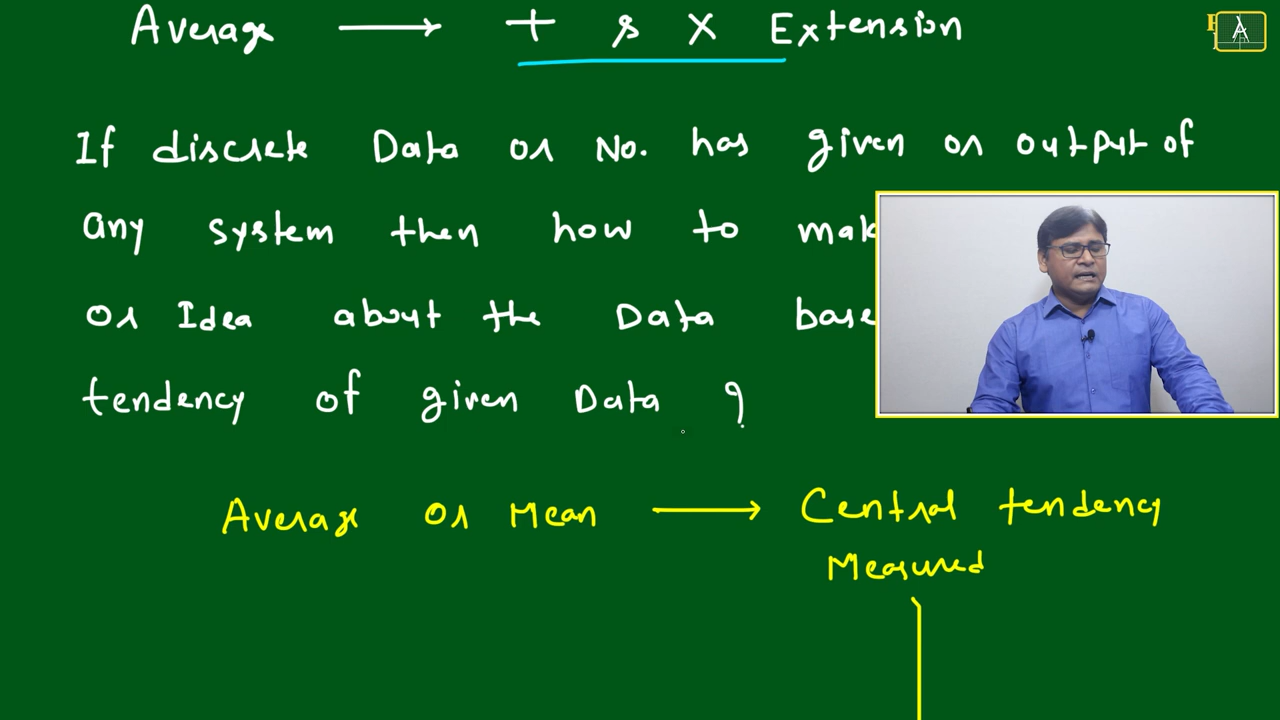 Average → + & x Extension
If discrete Data or No. has given or output of
any system then how to mak
or Idea about the Data base
tendency of given Data ?
Average or Mean → Central tendency
Measured